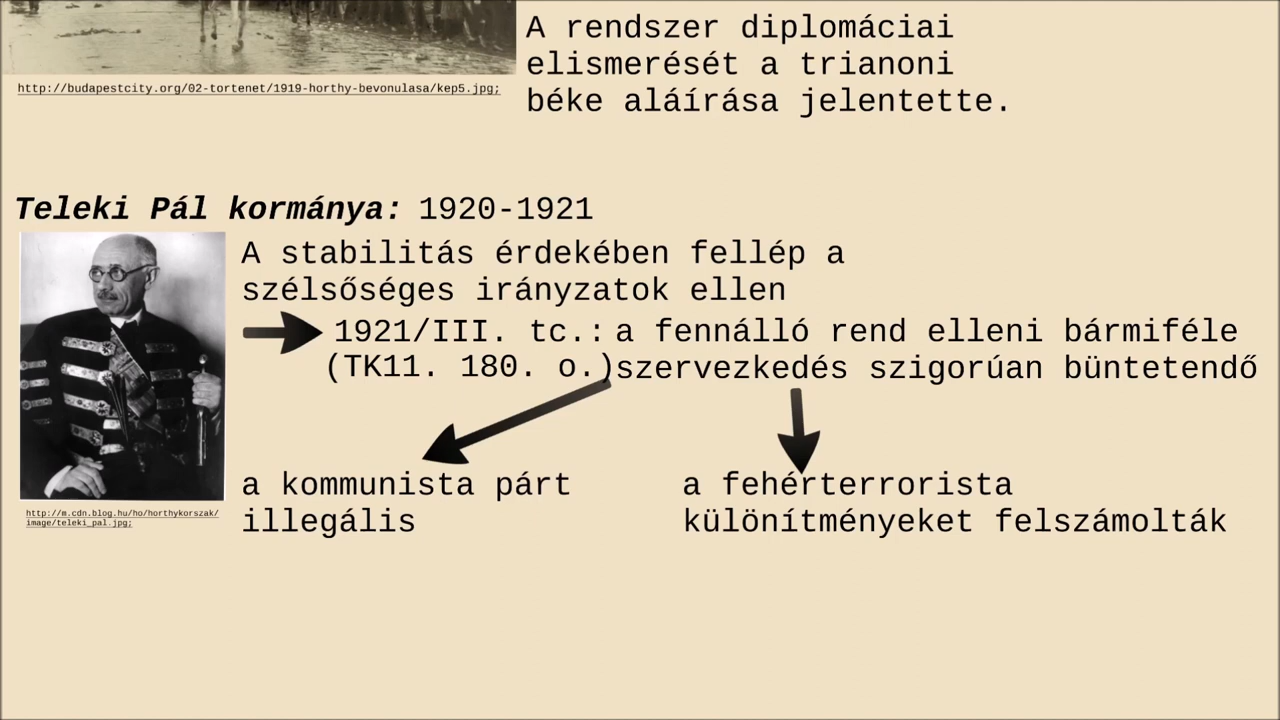 A rendszer diplomáciai
elismerését a trianoni
béke aláírása jelentette.
http://budapestcity.org/02-tortenet/1919-horthy-bevonulasa/kep5.jpg;
Teleki Pál kormánya: 1920-1921
A stabilitás érdekében fellép a
szélsőséges irányzatok ellen
1921/III. tc.: a fennálló rend elleni bármiféle
(TK11. 180. o.) szervezkedés szigorúan büntetendő
a kommunista párt
illegális
a fehérterrorista
különítményeket felszámolták
http://m.cdn.blog.hu/ho/horthykorszak/
image/teleki_pal.jpg;